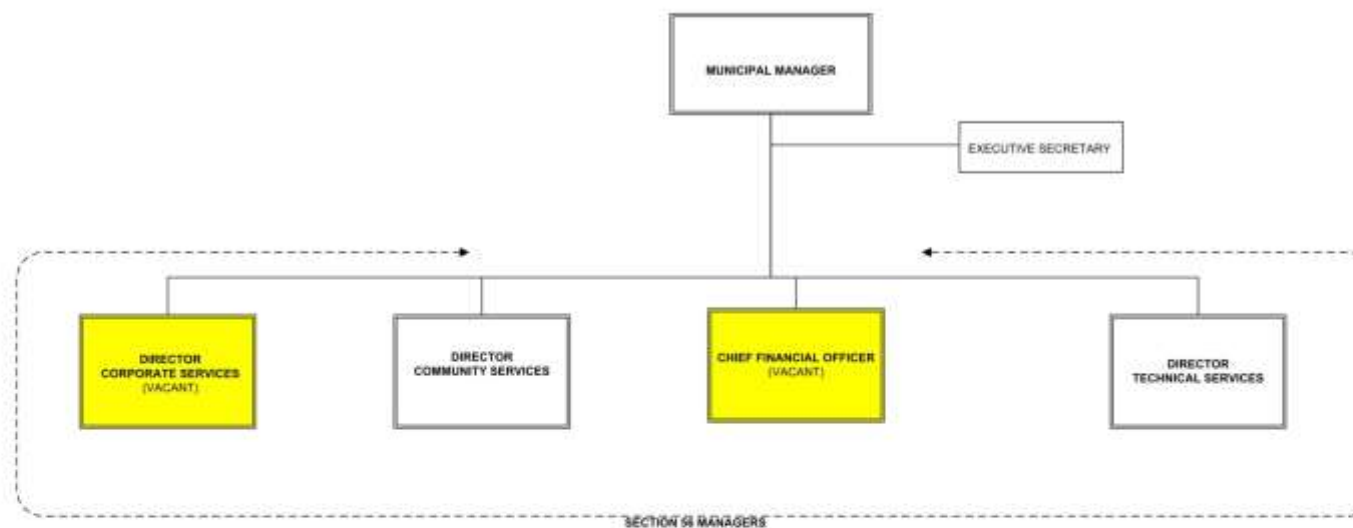 MUNICIPAL MANAGER
EXECUTIVE SECRETARY
DIRECTOR
CORPORATE SERVICES
(VACANT)
DIRECTOR
COMMUNITY SERVICES
CHIEF FINANCIAL OFFICER
(VACANT)
DIRECTOR
TECHNICAL SERVICES
SECTION 56 MANAGERS